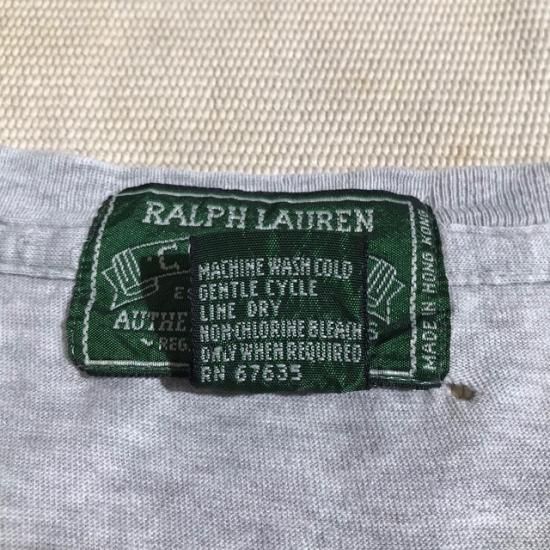 RALPH LAUREN
MACHINE WASH COLD
GENTLE CYCLE
LINE DRY
NON-CHLORINE BLEACH
ONLY WHEN REQUIRED
RN 67635
MADE IN HONG KONG